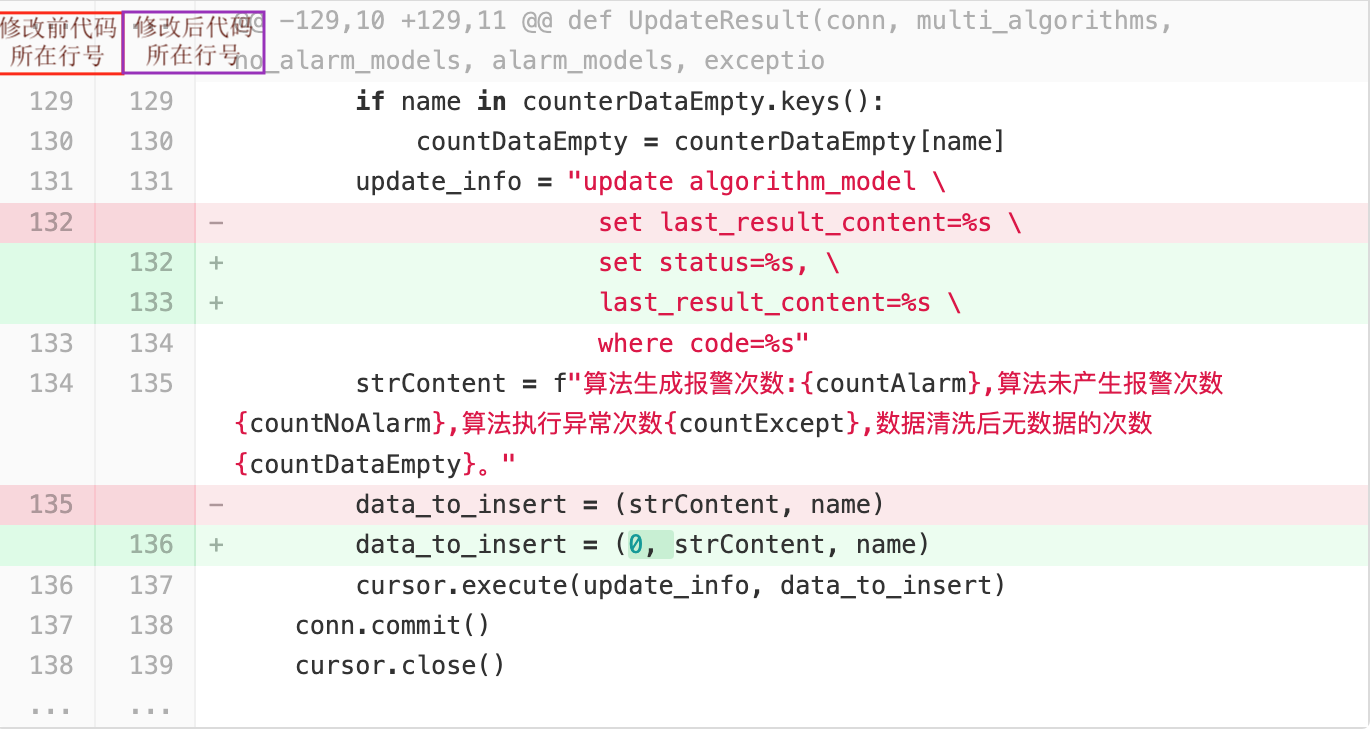 修改前代码 修改后代码 @@ -129,10 +129,11 @@ def UpdateResult(conn, multi_algorithms,
所在行号 所在行号 no_alarm_models, alarm_models, exceptio
129 129 if name in counterDataEmpty.keys():
130 130 countDataEmpty = counterDataEmpty[name]
131 131 update_info = "update algorithm_model \
132 - set last_result_content=%s \
132 + set status=%s, \
133 + last_result_content=%s \
133 134 where code=%s"
134 135 strContent = f"算法生成报警次数:{countAlarm},算法未产生报警次数
{countNoAlarm},算法执行异常次数{countExcept},数据清洗后无数据的次数
{countDataEmpty}。"
135 - data_to_insert = (strContent, name)
136 + data_to_insert = (0, strContent, name)
136 137 cursor.execute(update_info, data_to_insert)
137 138 conn.commit()
138 139 cursor.close()
... ...